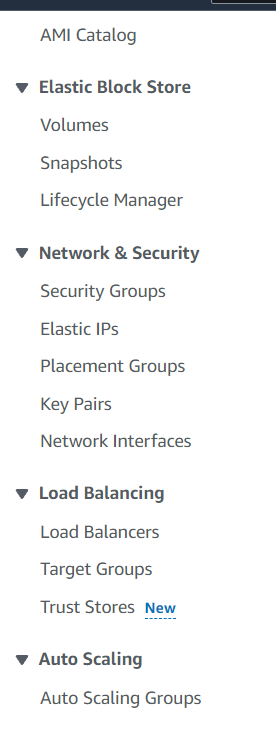 AMI Catalog
Elastic Block Store
Volumes
Snapshots
Lifecycle Manager
Network & Security
Security Groups
Elastic IPs
Placement Groups
Key Pairs
Network Interfaces
Load Balancing
Load Balancers
Target Groups
Trust Stores New
Auto Scaling
Auto Scaling Groups